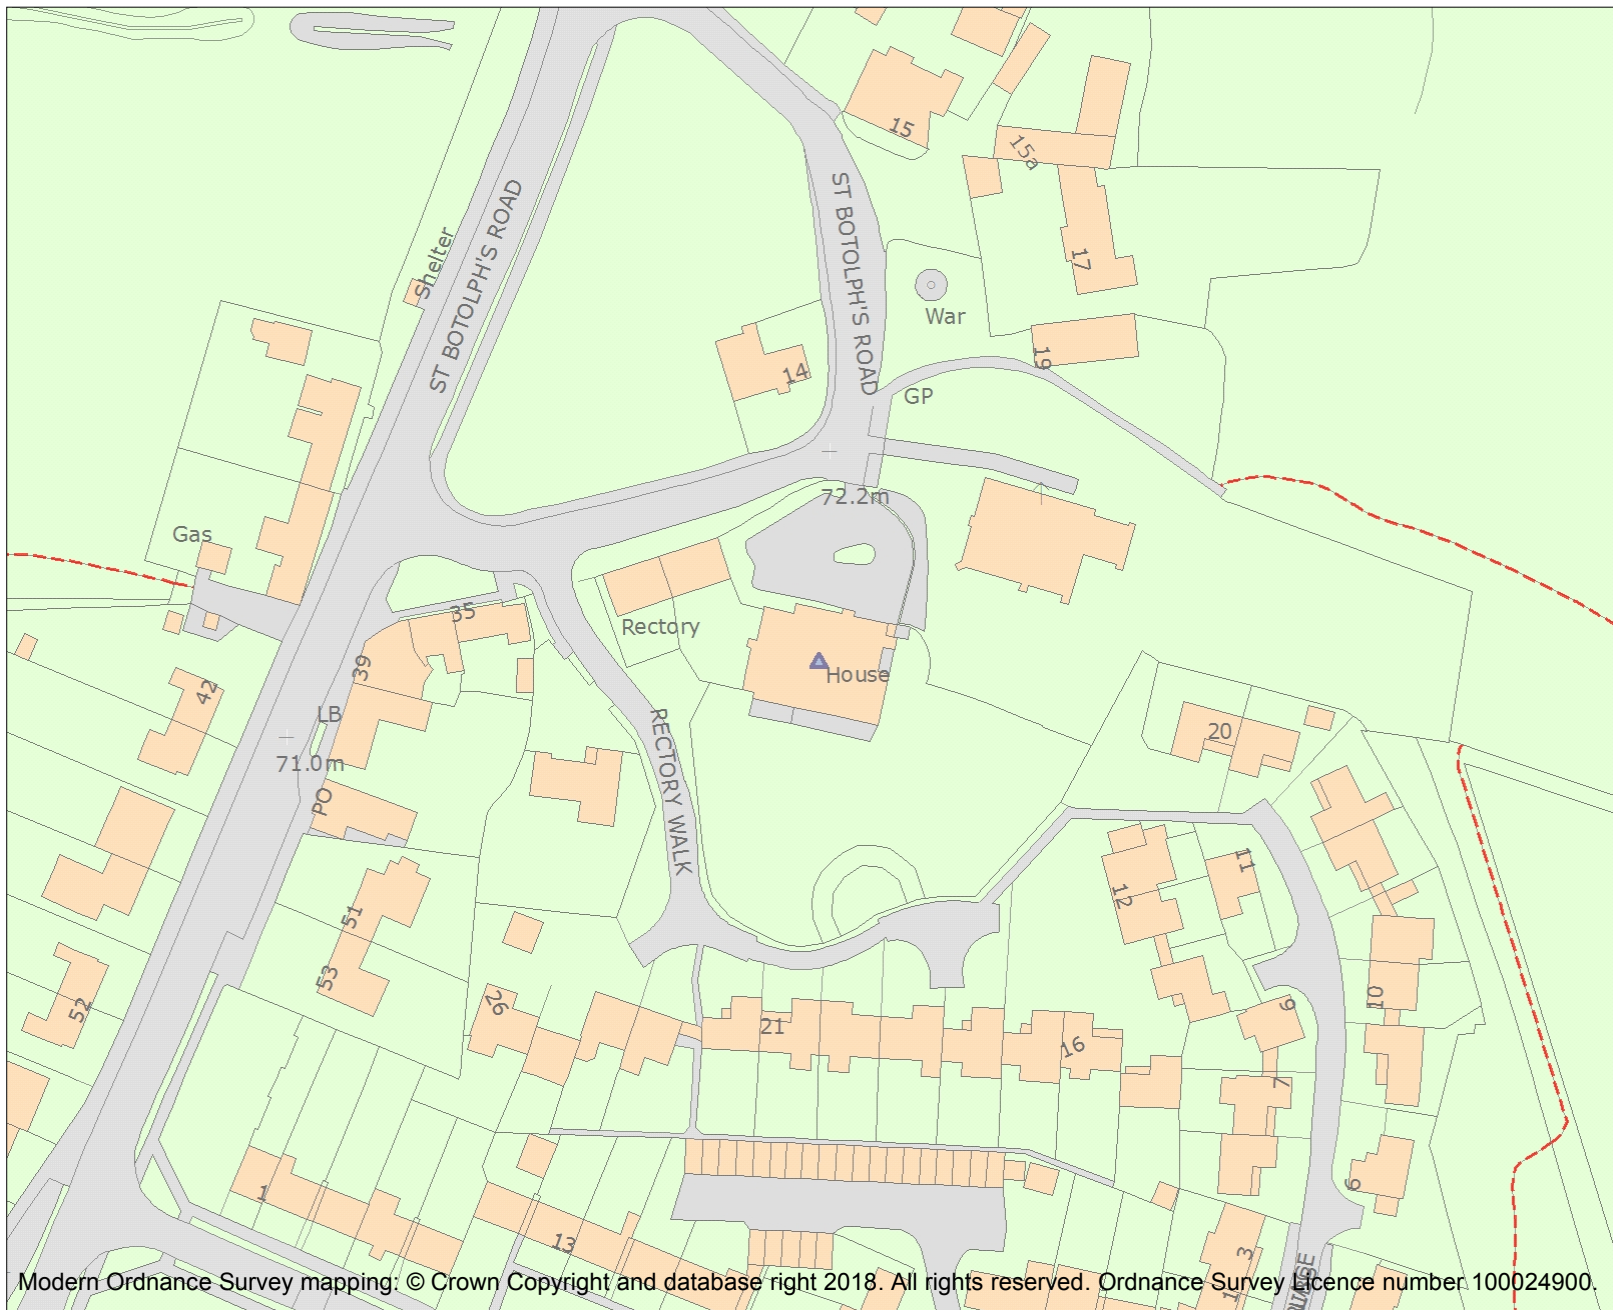 15
15a
ST BOTOLPH'S ROAD
ST BOTOLPH'S ROAD
Shelter
17
War
19
14
GP
72.2m
Gas
35
Rectory
House
39
42
LB
71.0m
PO
RECTORY WALK
20
11
12
51
53
52
26
21
16
9
10
7
6
1
13
3
Modern Ordnance Survey mapping: © Crown Copyright and database right 2018. All rights reserved. Ordnance Survey Licence number 100024900.